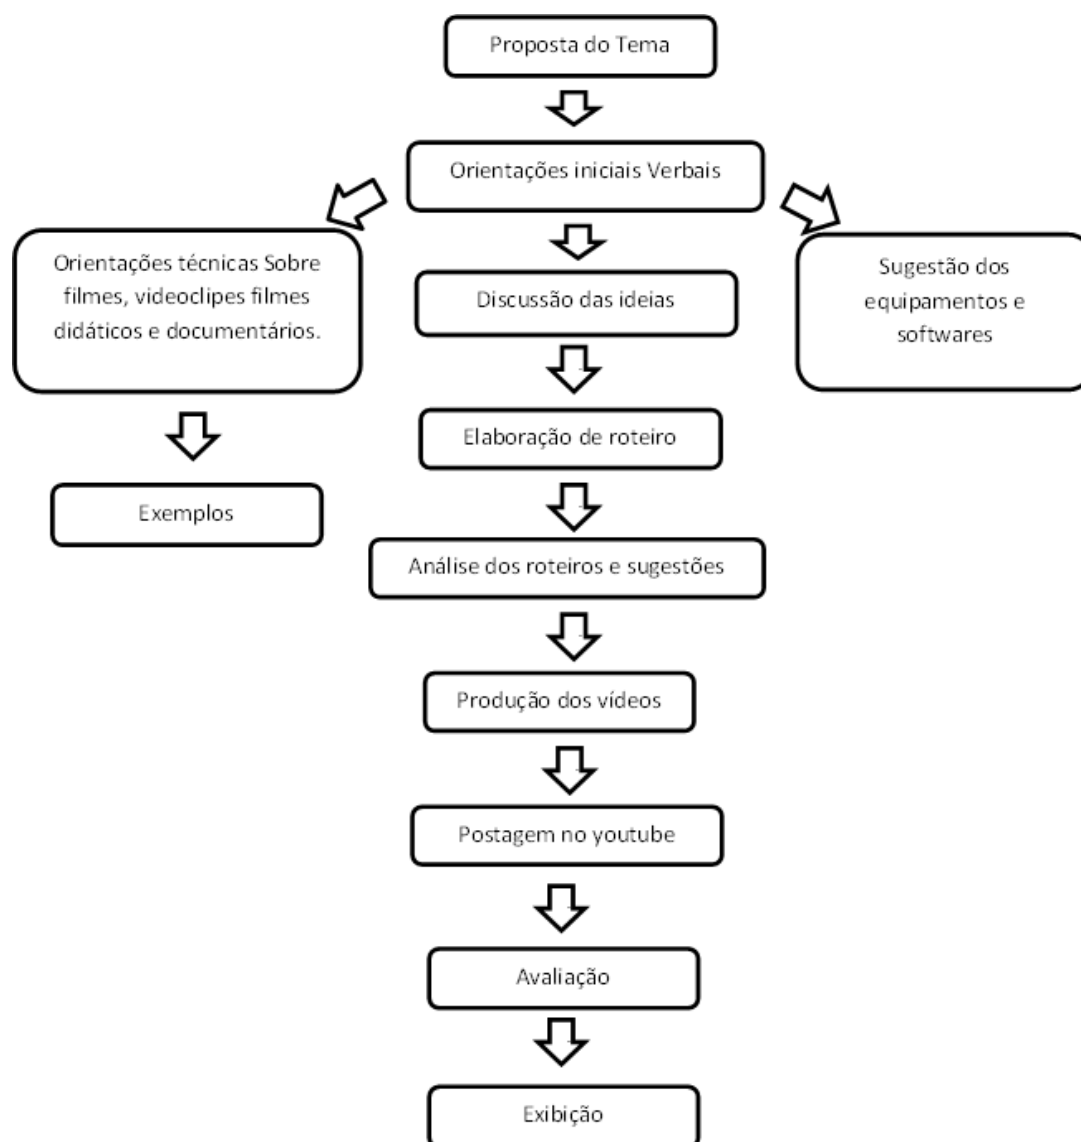 Proposta do Tema
Orientações iniciais Verbais
Orientações técnicas Sobre
filmes, videoclipes filmes
didáticos e documentários.
Discussão das ideias
Sugestão dos
equipamentos e
softwares
Elaboração de roteiro
Exemplos
Análise dos roteiros e sugestões
Produção dos vídeos
Postagem no youtube
Avaliação
Exibição